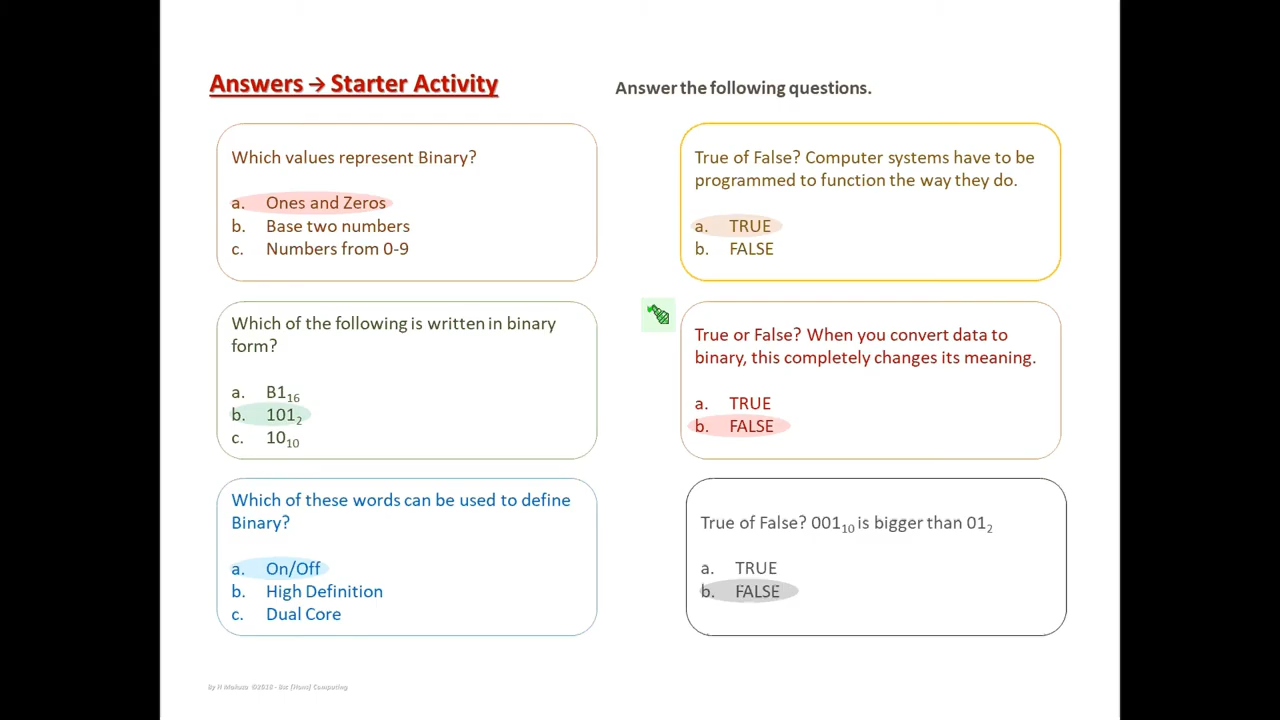 Answers → Starter Activity
Answer the following questions.
Which values represent Binary?
a. Ones and Zeros
b. Base two numbers
c. Numbers from 0-9
True of False? Computer systems have to be
programmed to function the way they do.
a. TRUE
b. FALSE
Which of the following is written in binary
form?
a. B1₁₆
b. 101₂
c. 10₁₀
True or False? When you convert data to
binary, this completely changes its meaning.
a. TRUE
b. FALSE
Which of these words can be used to define
Binary?
a. On/Off
b. High Definition
c. Dual Core
True of False? 001₁₀ is bigger than 01₂
a. TRUE
b. FALSE
Computing